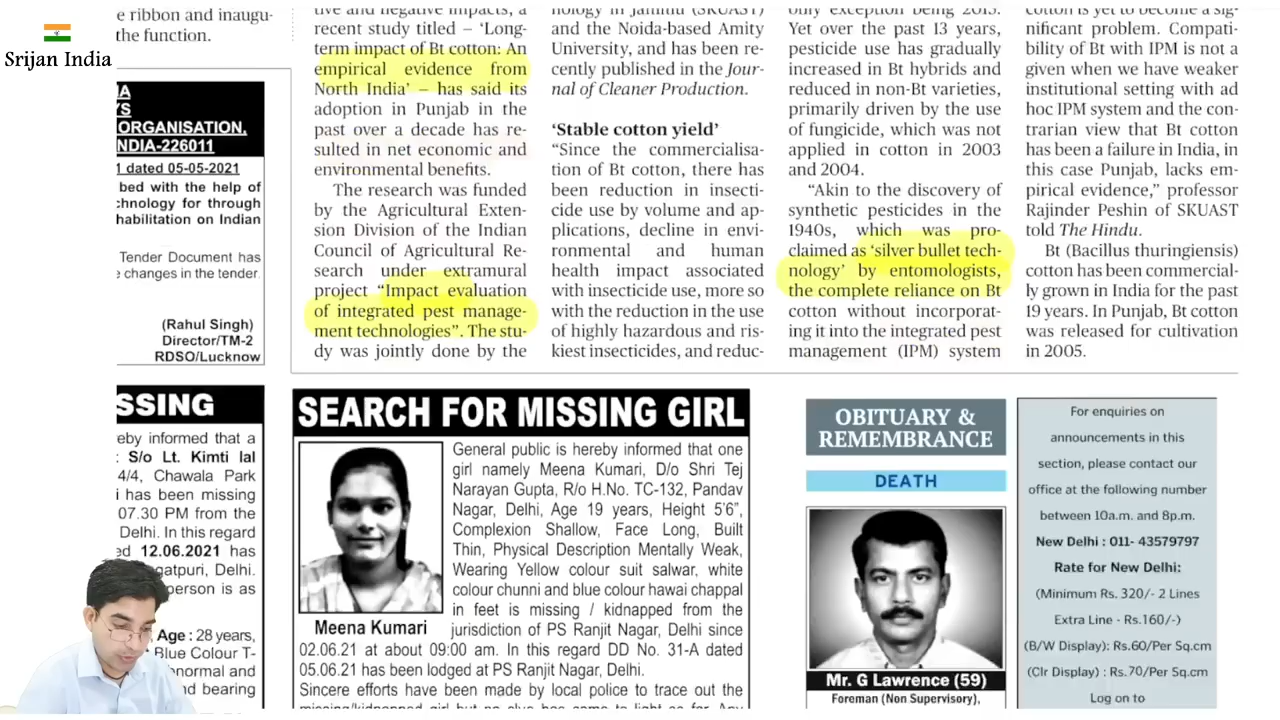 Srijan India
e ribbon and inaugu-
the function.
ORGANISATION,
NDIA-226011
1 dated 05-05-2021
bed with the help of
chnology for through
habilitation on Indian
Tender Document has
e changes in the tender.
(Rahul Singh)
Director/TM-2
RDSO/Lucknow
SSING
eby informed that a
: S/o Lt. Kimti lal
4/4, Chawala Park
i has been missing
07.30 PM from the
Delhi. In this regard
ed 12.06.2021 has
gatpuri, Delhi.
person is as
Age : 28 years,
Blue Colour T-
bnormal and
nd bearing
tive and negative impacts, a
recent study titled – ‘Long-
term impact of Bt cotton: An
empirical evidence from
North India’ – has said its
adoption in Punjab in the
past over a decade has re-
sulted in net economic and
environmental benefits.
The research was funded
by the Agricultural Exten-
sion Division of the Indian
Council of Agricultural Re-
search under extramural
project “Impact evaluation
of integrated pest manage-
ment technologies”. The stu-
dy was jointly done by the
nology in Jammu (SKUAST)
and the Noida-based Amity
University, and has been re-
cently published in the Jour-
nal of Cleaner Production.
‘Stable cotton yield’
“Since the commercialisa-
tion of Bt cotton, there has
been reduction in insecti-
cide use by volume and ap-
plications, decline in envi-
ronmental and human
health impact associated
with insecticide use, more so
with the reduction in the use
of highly hazardous and ris-
kiest insecticides, and reduc-
only exception being 2015.
Yet over the past 13 years,
pesticide use has gradually
increased in Bt hybrids and
reduced in non-Bt varieties,
primarily driven by the use
of fungicide, which was not
applied in cotton in 2003
and 2004.
“Akin to the discovery of
synthetic pesticides in the
1940s, which was pro-
claimed as ‘silver bullet tech-
nology’ by entomologists,
the complete reliance on Bt
cotton without incorporat-
ing it into the integrated pest
management (IPM) system
cotton is yet to become a sig-
nificant problem. Compati-
bility of Bt with IPM is not a
given when we have weaker
institutional setting with ad
hoc IPM system and the con-
trarian view that Bt cotton
has been a failure in India, in
this case Punjab, lacks em-
pirical evidence,” professor
Rajinder Peshin of SKUAST
told The Hindu.
Bt (Bacillus thuringiensis)
cotton has been commercial-
ly grown in India for the past
19 years. In Punjab, Bt cotton
was released for cultivation
in 2005.
SEARCH FOR MISSING GIRL
General public is hereby informed that one
girl namely Meena Kumari, D/o Shri Tej
Narayan Gupta, R/o H.No. TC-132, Pandav
Nagar, Delhi, Age 19 years, Height 5’6”,
Complexion Shallow, Face Long, Built
Thin, Physical Description Mentally Weak,
Wearing Yellow colour suit salwar, white
colour chunni and blue colour hawai chappal
in feet is missing / kidnapped from the
Meena Kumari
jurisdiction of PS Ranjit Nagar, Delhi since
02.06.21 at about 09:00 am. In this regard DD No. 31-A dated
05.06.21 has been lodged at PS Ranjit Nagar, Delhi.
Sincere efforts have been made by local police to trace out the
OBITUARY &
REMEMBRANCE
DEATH
Mr. G Lawrence (59)
Foreman (Non Supervisory),
For enquiries on
announcements in this
section, please contact our
office at the following number
between 10a.m. and 8p.m.
New Delhi : 011- 43579797
Rate for New Delhi:
(Minimum Rs. 320/- 2 Lines
Extra Line - Rs.160/-)
(B/W Display): Rs.60/Per Sq.cm
(Clr Display) : Rs.70/Per Sq.cm
Log on to